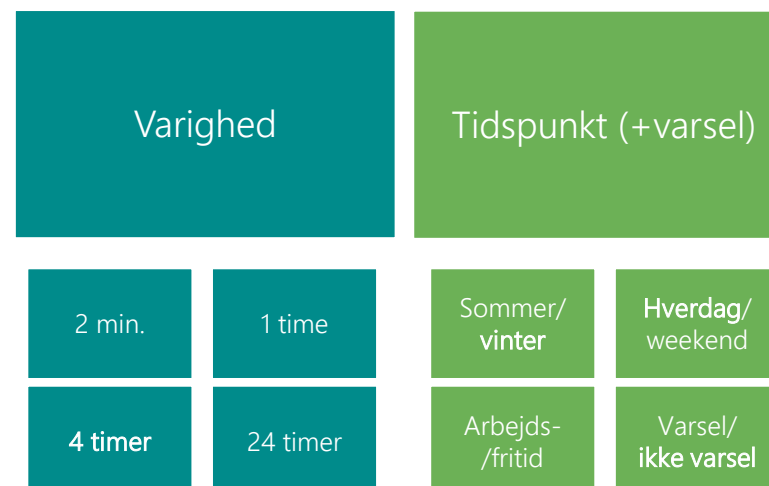 Varighed
Tidspunkt (+varsel)
2 min.
1 time
4 timer
24 timer
Sommer/
vinter
Hverdag/
weekend
Arbejds-
/fritid
Varsel/
ikke varsel